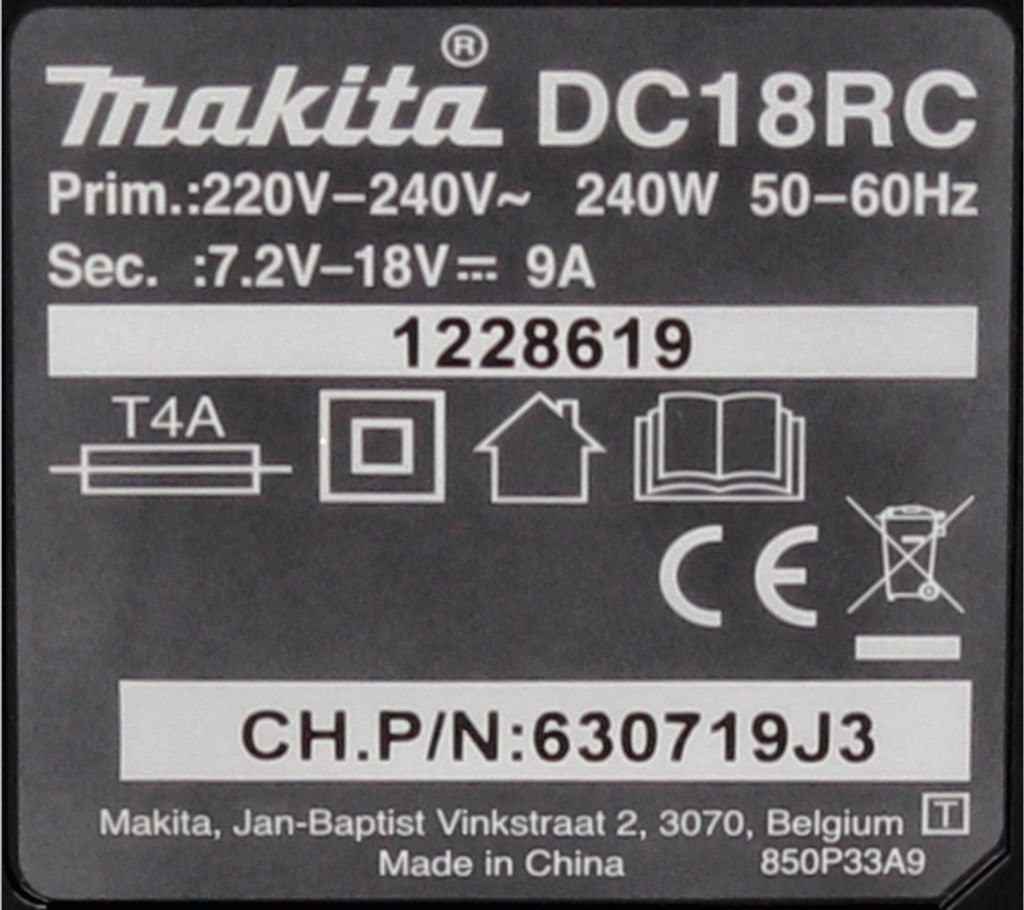 makita® DC18RC
Prim.:220V–240V~ 240W 50–60Hz
Sec. :7.2V–18V⎓ 9A
1228619
T4A
CE
CH.P/N:630719J3
Makita, Jan-Baptist Vinkstraat 2, 3070, Belgium T
Made in China 850P33A9